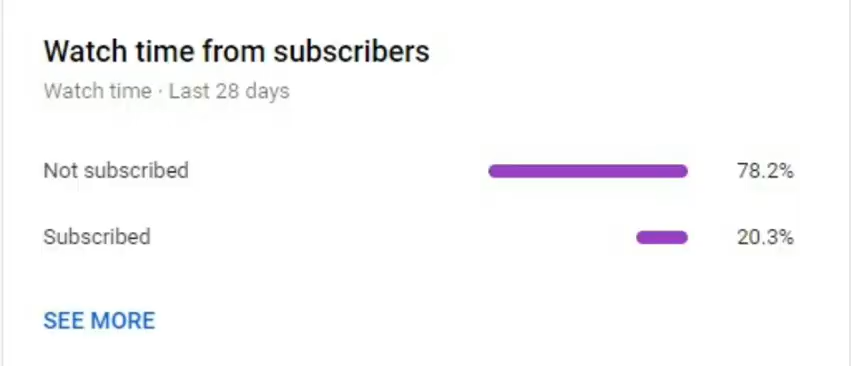 Watch time from subscribers
Watch time · Last 28 days
Not subscribed 78.2%
Subscribed 20.3%
SEE MORE